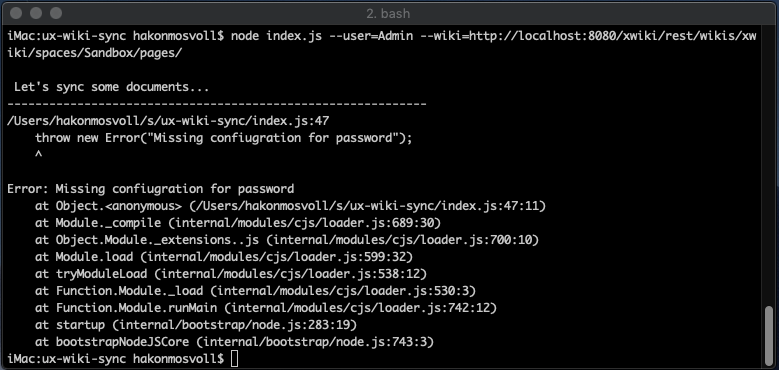 2. bash
iMac:ux-wiki-sync hakonmosvoll$ node index.js --user=Admin --wiki=http://localhost:8080/xwiki/rest/wikis/xw
iki/spaces/Sandbox/pages/
 Let's sync some documents...
------------------------------------------------------------
/Users/hakonmosvoll/s/ux-wiki-sync/index.js:47
    throw new Error("Missing confiugration for password");
    ^
Error: Missing confiugration for password
    at Object.<anonymous> (/Users/hakonmosvoll/s/ux-wiki-sync/index.js:47:11)
    at Module._compile (internal/modules/cjs/loader.js:689:30)
    at Object.Module._extensions..js (internal/modules/cjs/loader.js:700:10)
    at Module.load (internal/modules/cjs/loader.js:599:32)
    at tryModuleLoad (internal/modules/cjs/loader.js:538:12)
    at Function.Module._load (internal/modules/cjs/loader.js:530:3)
    at Function.Module.runMain (internal/modules/cjs/loader.js:742:12)
    at startup (internal/bootstrap/node.js:283:19)
    at bootstrapNodeJSCore (internal/bootstrap/node.js:743:3)
iMac:ux-wiki-sync hakonmosvoll$